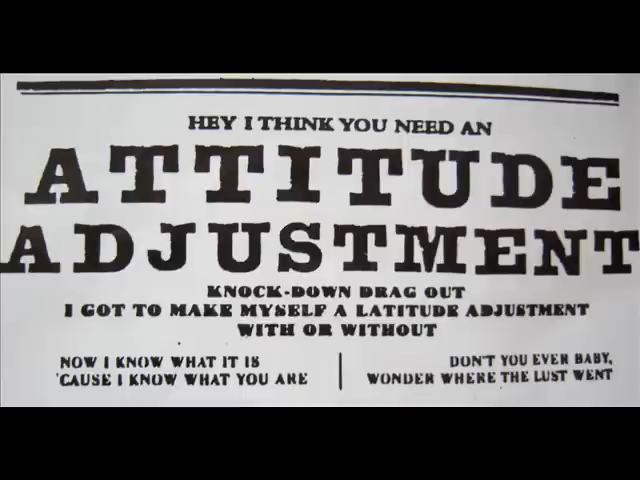 HEY I THINK YOU NEED AN
ATTITUDE
ADJUSTMENT
KNOCK-DOWN DRAG OUT
I GOT TO MAKE MYSELF A LATITUDE ADJUSTMENT
WITH OR WITHOUT
NOW I KNOW WHAT IT IS
'CAUSE I KNOW WHAT YOU ARE
DON'T YOU EVER BABY,
WONDER WHERE THE LUST WENT